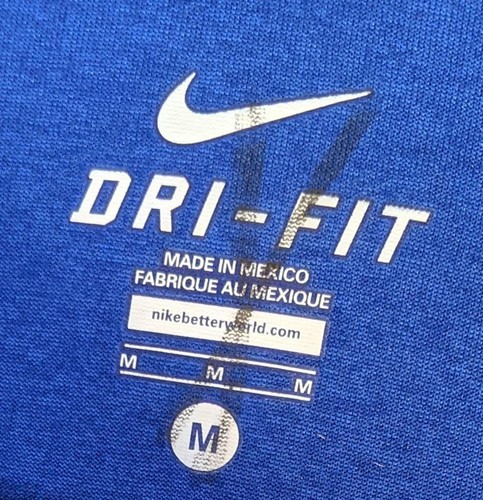 DRI-FIT
MADE IN MEXICO
FABRIQUE AU MEXIQUE
nikebetterworld.com
M M M
M